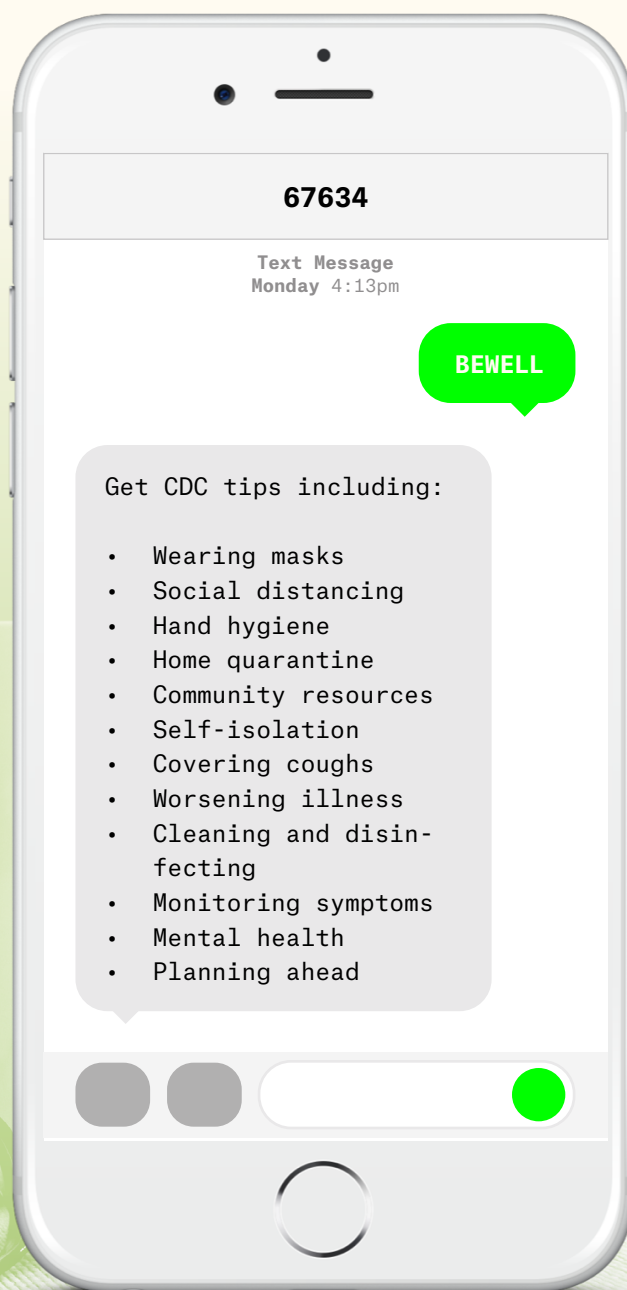 67634
Text Message
Monday 4:13pm
BEWELL
Get CDC tips including:
• Wearing masks
• Social distancing
• Hand hygiene
• Home quarantine
• Community resources
• Self-isolation
• Covering coughs
• Worsening illness
• Cleaning and disin-
fecting
• Monitoring symptoms
• Mental health
• Planning ahead